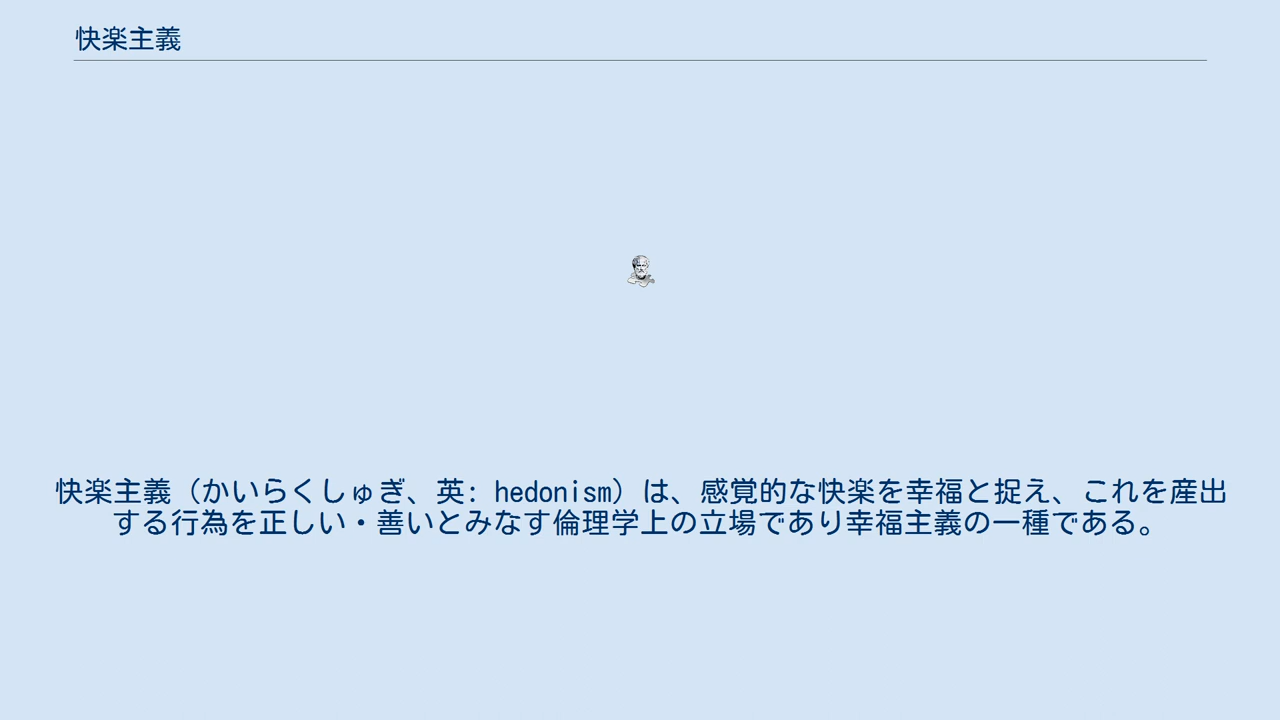 快楽主義
快楽主義（かいらくしゅぎ、英: hedonism）は、感覚的な快楽を幸福と捉え、これを産出
する行為を正しい・善いとみなす倫理学上の立場であり幸福主義の一種である。